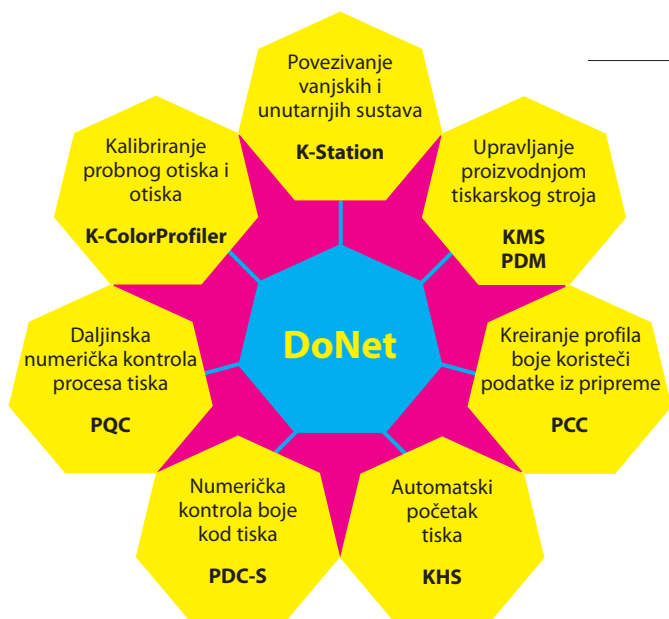 Povezivanje
vanjskih i
unutarnjih sustava
K-Station
Upravljanje
proizvodnjom
tiskarskog stroja
KMS
PDM
Kreiranje profila
boje koristeči
podatke iz pripreme
PCC
Automatski
početak
tiska
KHS
Numerička
kontrola boje
kod tiska
PDC-S
Daljinska
numerička kontrola
procesa tiska
PQC
Kalibriranje
probnog otiska i
otiska
K-ColorProfiler
DoNet